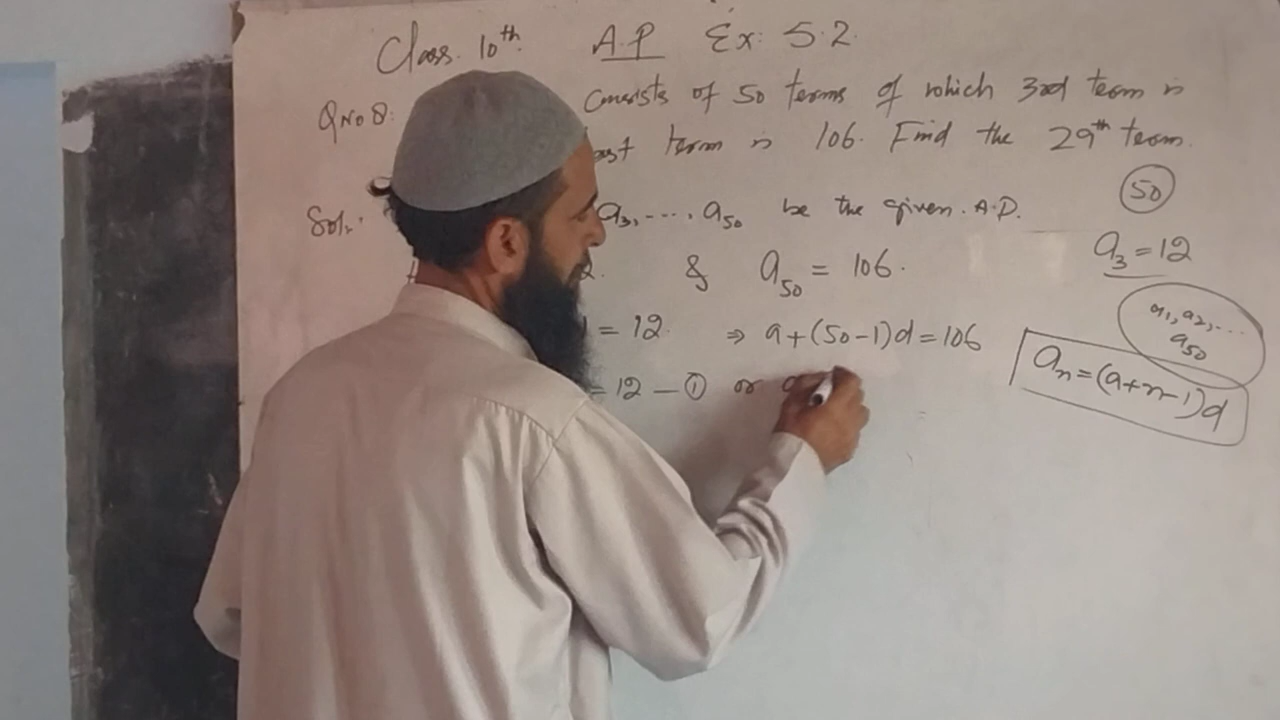 Class. 10th A.P Ex: 5.2.
Q No 8: consists of 50 terms of which 3rd term is
term is 106. Find the 29th term.
50
Sol: a3, .... a50 be the given A.P.
a3 = 12
2. & a50 = 106.
a1, a2, ...
a50
= 12. ⇒ a+(50-1)d = 106
an = (a+n-1)d
= 12 — ① or